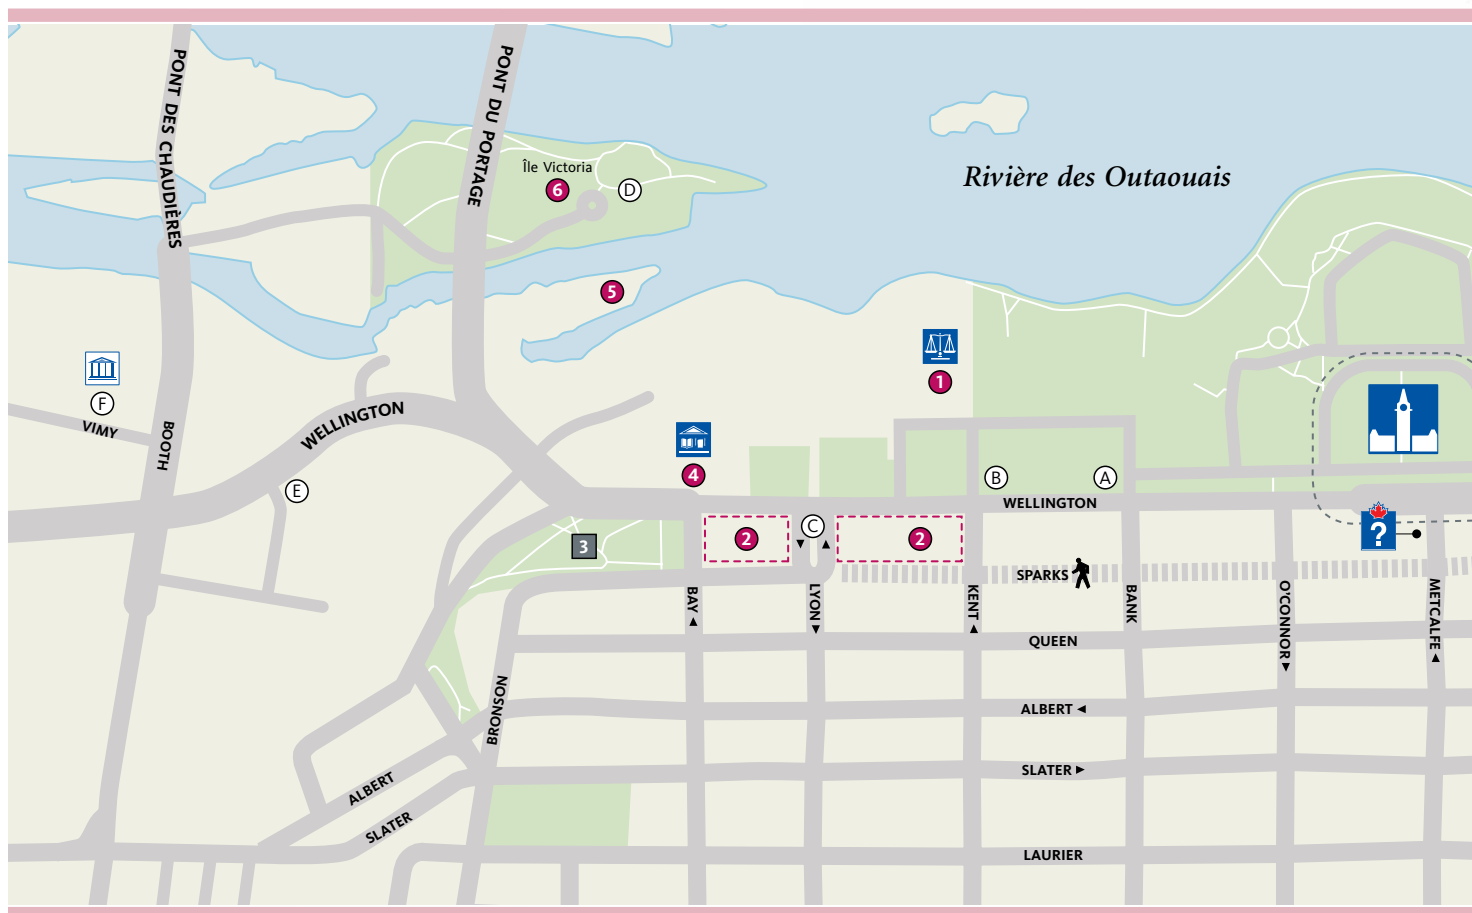 PONT DES CHAUDIÈRES
PONT DU PORTAGE
Île Victoria
6
D
Rivière des Outaouais
5
1
F
VIMY
BOOTH
WELLINGTON
4
E
B
A
WELLINGTON
3
2
C
2
?
SPARKS
BAY
LYON
KENT
BANK
O'CONNOR
METCALFE
QUEEN
BRONSON
ALBERT
SLATER
ALBERT
SLATER
LAURIER